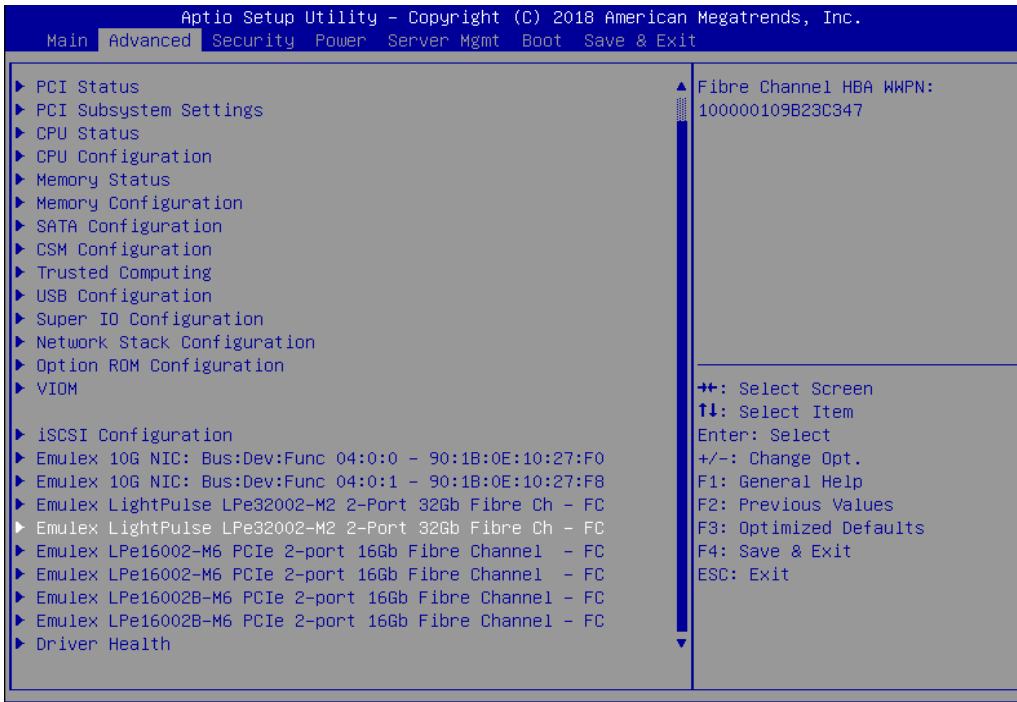 Aptio Setup Utility – Copyright (C) 2018 American Megatrends, Inc.
Main Advanced Security Power Server Mgmt Boot Save & Exit
▶ PCI Status
▶ PCI Subsystem Settings
▶ CPU Status
▶ CPU Configuration
▶ Memory Status
▶ Memory Configuration
▶ SATA Configuration
▶ CSM Configuration
▶ Trusted Computing
▶ USB Configuration
▶ Super IO Configuration
▶ Network Stack Configuration
▶ Option ROM Configuration
▶ VIOM
▶ iSCSI Configuration
▶ Emulex 10G NIC: Bus:Dev:Func 04:0:0 – 90:1B:0E:10:27:F0
▶ Emulex 10G NIC: Bus:Dev:Func 04:0:1 – 90:1B:0E:10:27:F8
▶ Emulex LightPulse LPe32002-M2 2-Port 32Gb Fibre Ch – FC
▶ Emulex LightPulse LPe32002-M2 2-Port 32Gb Fibre Ch – FC
▶ Emulex LPe16002-M6 PCIe 2-port 16Gb Fibre Channel – FC
▶ Emulex LPe16002-M6 PCIe 2-port 16Gb Fibre Channel – FC
▶ Emulex LPe16002B-M6 PCIe 2-port 16Gb Fibre Channel – FC
▶ Emulex LPe16002B-M6 PCIe 2-port 16Gb Fibre Channel – FC
▶ Driver Health
Fibre Channel HBA WWPN:
100000109B23C347
→←: Select Screen
↑↓: Select Item
Enter: Select
+/-: Change Opt.
F1: General Help
F2: Previous Values
F3: Optimized Defaults
F4: Save & Exit
ESC: Exit